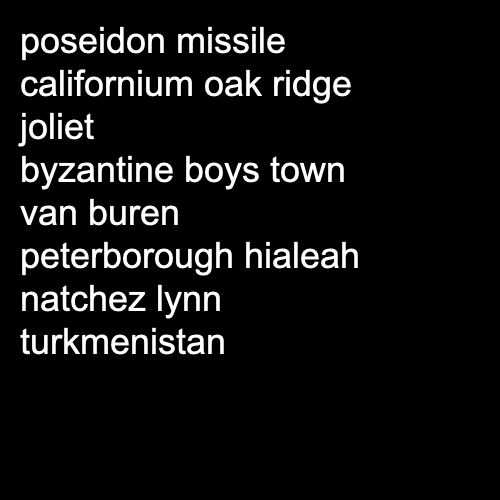 poseidon missile
californium oak ridge
joliet
byzantine boys town
van buren
peterborough hialeah
natchez lynn
turkmenistan